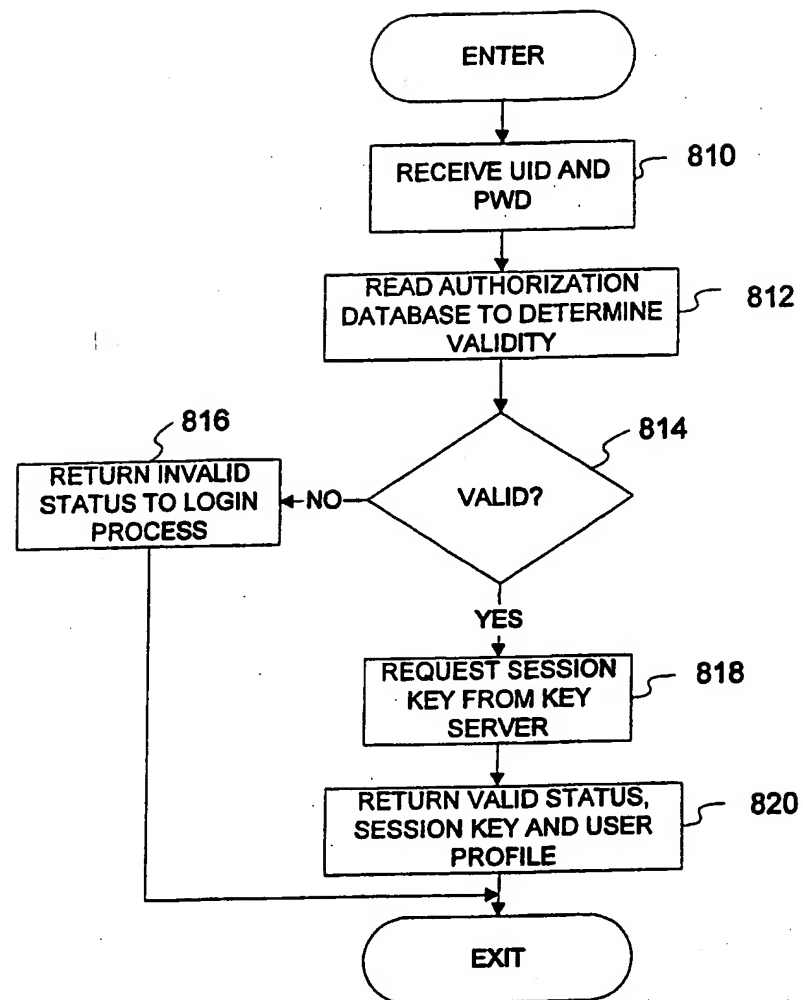 ENTER
RECEIVE UID AND
PWD
810
READ AUTHORIZATION
DATABASE TO DETERMINE
VALIDITY
812
VALID?
814
NO
816
RETURN INVALID
STATUS TO LOGIN
PROCESS
YES
REQUEST SESSION
KEY FROM KEY
SERVER
818
RETURN VALID STATUS,
SESSION KEY AND USER
PROFILE
820
EXIT